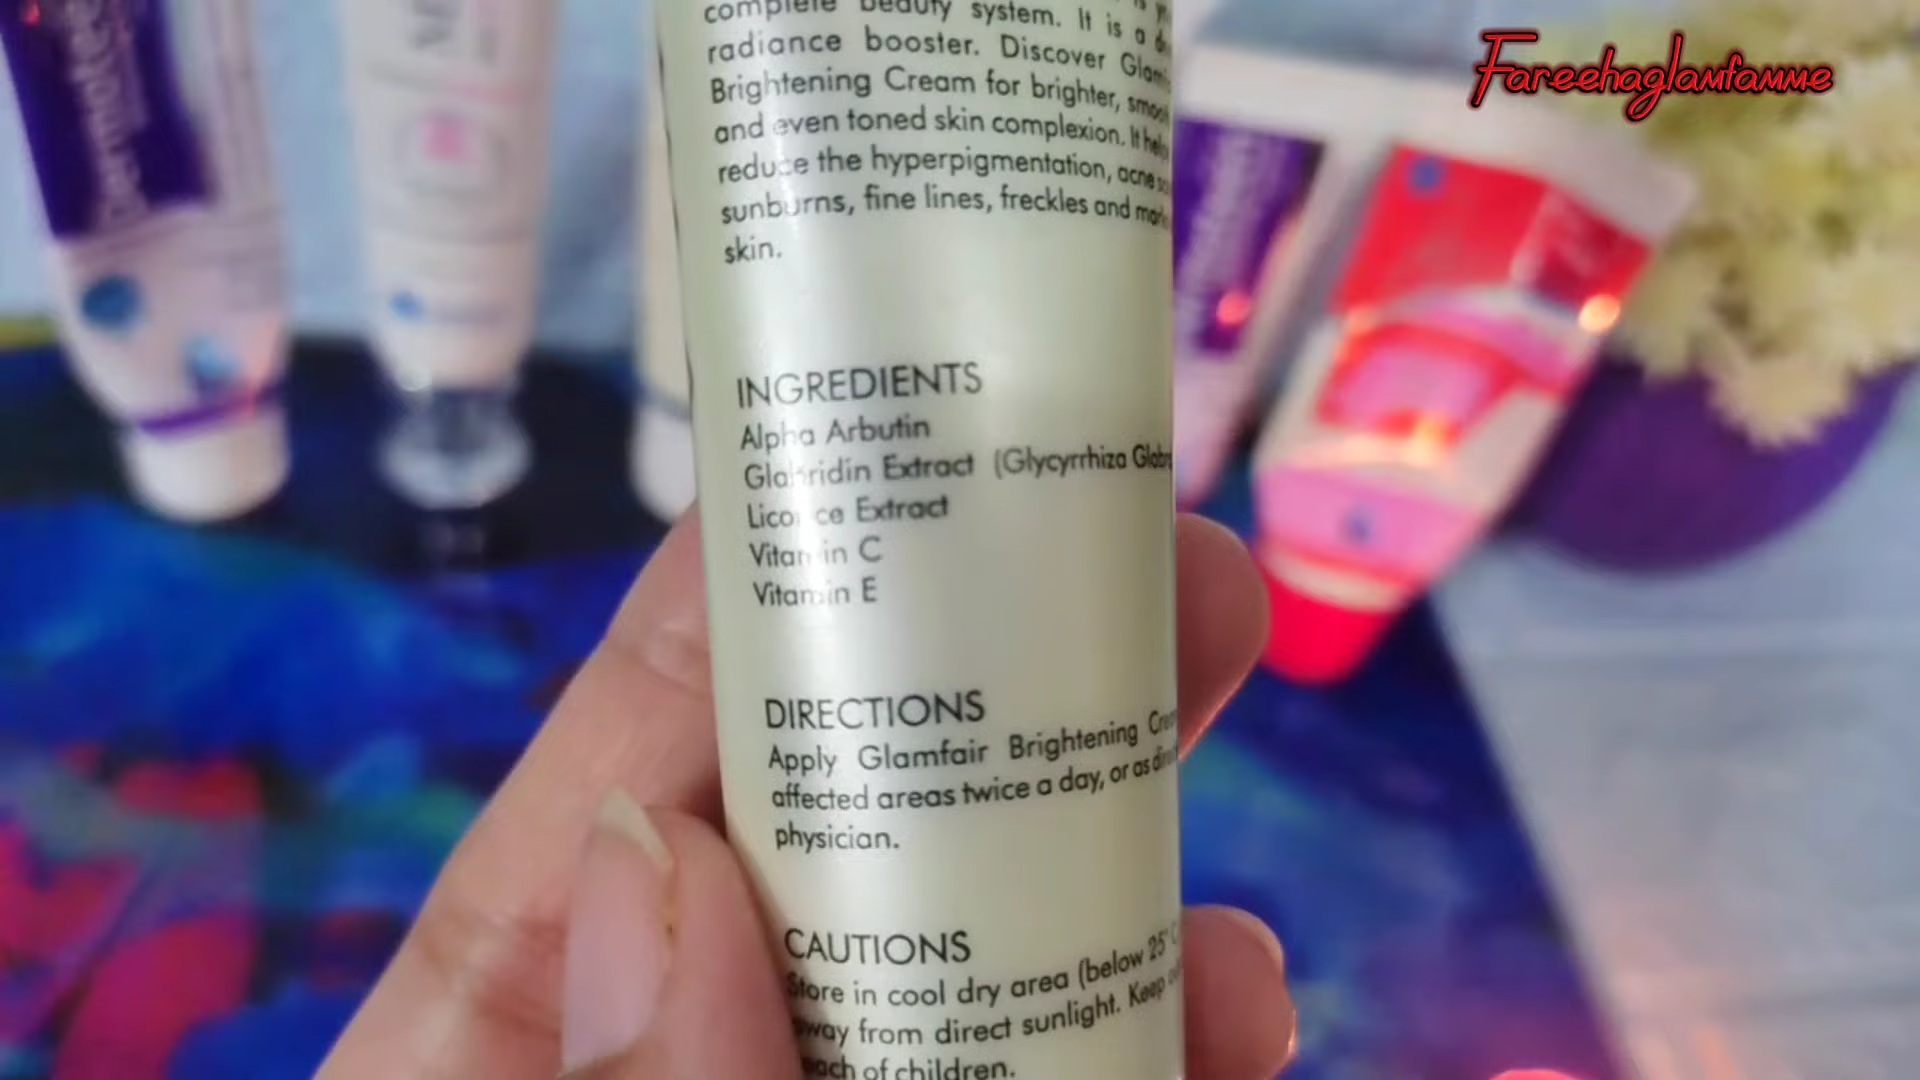 Fareehaglamfamme
complete beauty system. It is a
radiance booster. Discover
Brightening Cream for brighter,
and even toned skin complexion. It
reduce the hyperpigmentation, acne
sunburns, fine lines, freckles and
skin.
INGREDIENTS
Alpha Arbutin
Glabridin Extract (Glycyrrhiza
Licorice Extract
Vitamin C
Vitamin E
DIRECTIONS
Apply Glamfair Brightening
affected areas twice a day, or as
physician.
CAUTIONS
Store in cool dry area (below 25°C
away from direct sunlight. Keep
reach of children.